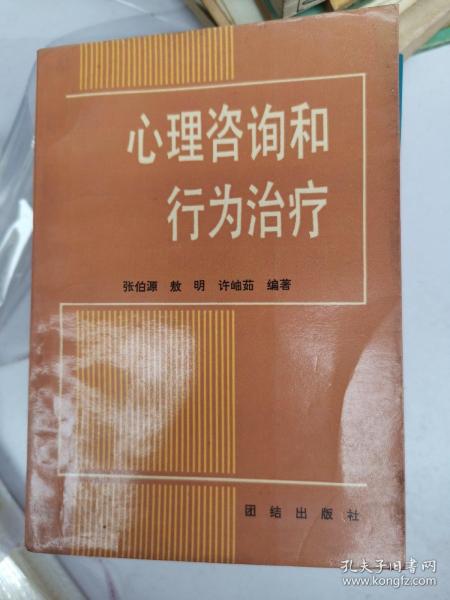 心理咨询和
行为治疗
张伯源 敖明 许岫茹 编著
团结出版社
孔夫子旧书网
www.kongfz.com